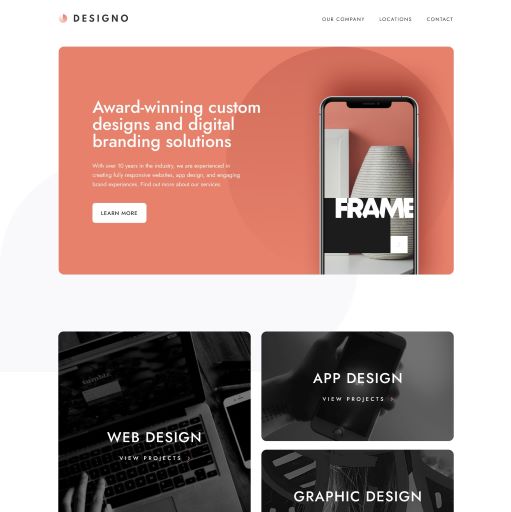 DESIGNO
OUR COMPANY LOCATIONS CONTACT
Award-winning custom
designs and digital
branding solutions
With over 10 years in the industry, we are experienced in
creating fully responsive websites, app design, and engaging
brand experiences. Find out more about our services.
LEARN MORE
FRAME
APP DESIGN
VIEW PROJECTS
WEB DESIGN
VIEW PROJECTS
GRAPHIC DESIGN